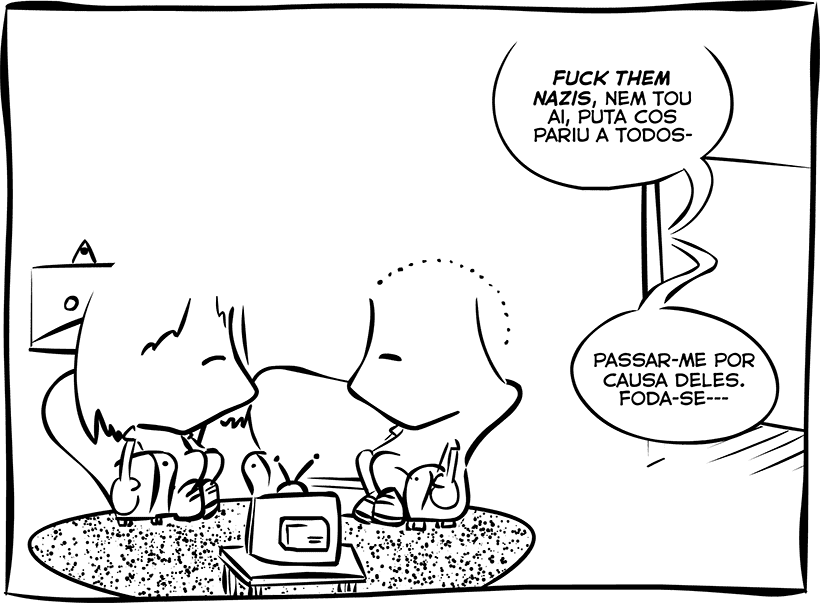 FUCK THEM
NAZIS, NEM TOU
AI, PUTA COS
PARIU A TODOS-
PASSAR-ME POR
CAUSA DELES.
FODA-SE---